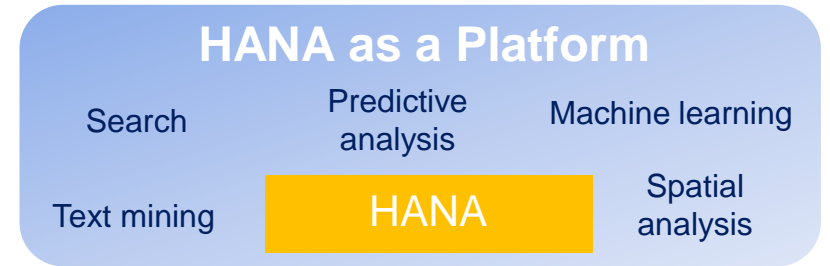 HANA as a Platform
Search
Predictive
analysis
Machine learning
Text mining
HANA
Spatial
analysis